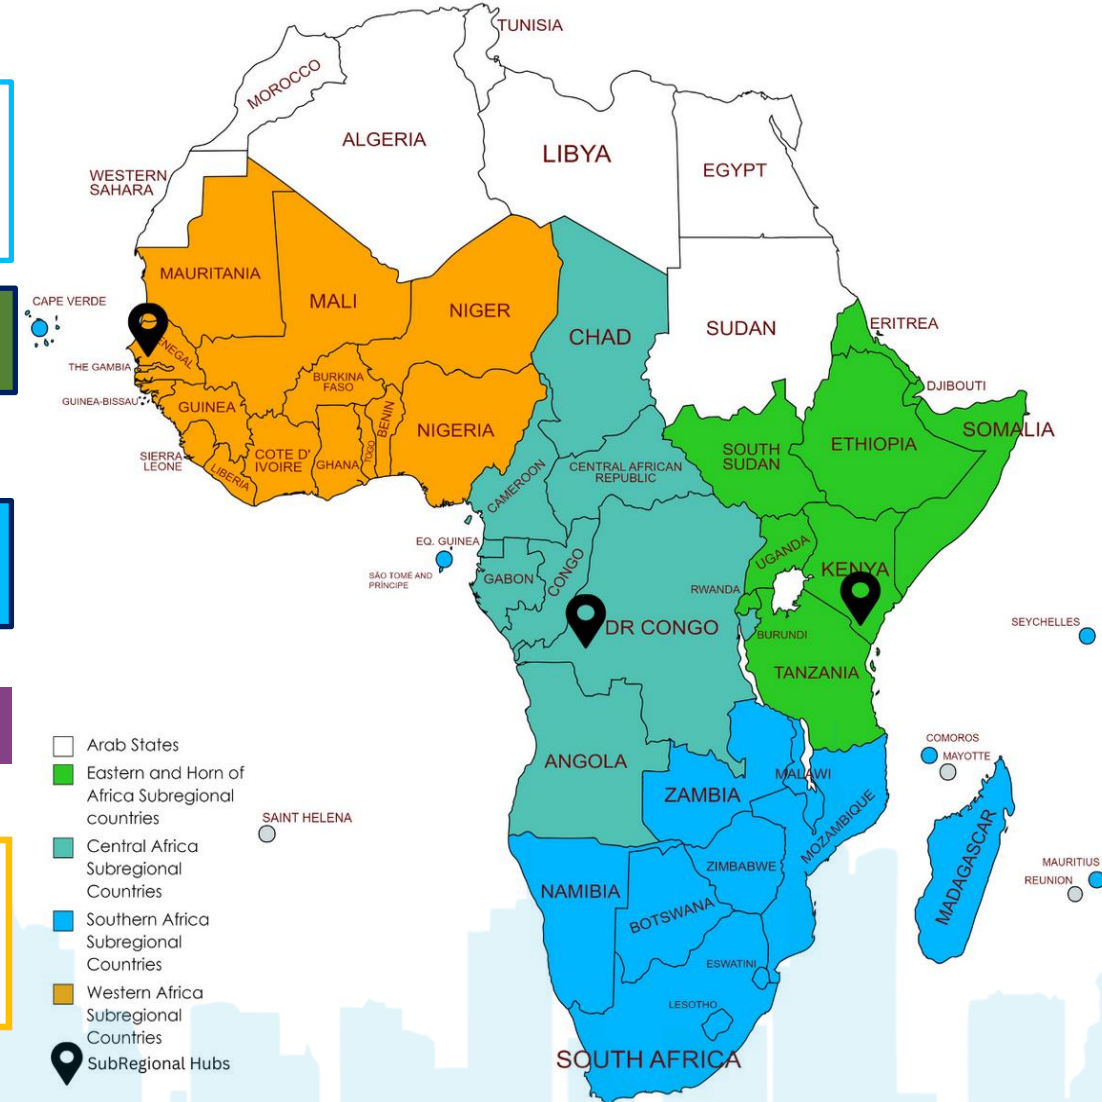 TUNISIA
MOROCCO
ALGERIA
LIBYA
EGYPT
WESTERN
SAHARA
MAURITANIA
MALI
NIGER
CHAD
SUDAN
ERITREA
CAPE VERDE
ENEGAL
THE GAMBIA
GUINEA-BISSAU
GUINEA
BURKINA
FASO
BENIN
TOGO
NIGERIA
DJIBOUTI
SOMALIA
ETHIOPIA
SOUTH
SUDAN
SIERRA
LEONE
LIBERIA
COTE D'
IVOIRE
GHANA
CAMEROON
CENTRAL AFRICAN
REPUBLIC
EQ. GUINEA
SÃO TOMÉ AND
PRÍNCIPE
GABON
CONGO
UGANDA
KENYA
RWANDA
DR CONGO
BURUNDI
TANZANIA
SEYCHELLES
COMOROS
MAYOTTE
ANGOLA
ZAMBIA
MALAWI
MOZAMBIQUE
MADAGASCAR
SAINT HELENA
MAURITIUS
REUNION
NAMIBIA
ZIMBABWE
BOTSWANA
ESWATINI
LESOTHO
SOUTH AFRICA
Arab States
Eastern and Horn of
Africa Subregional
countries
Central Africa
Subregional
Countries
Southern Africa
Subregional
Countries
Western Africa
Subregional
Countries
SubRegional Hubs